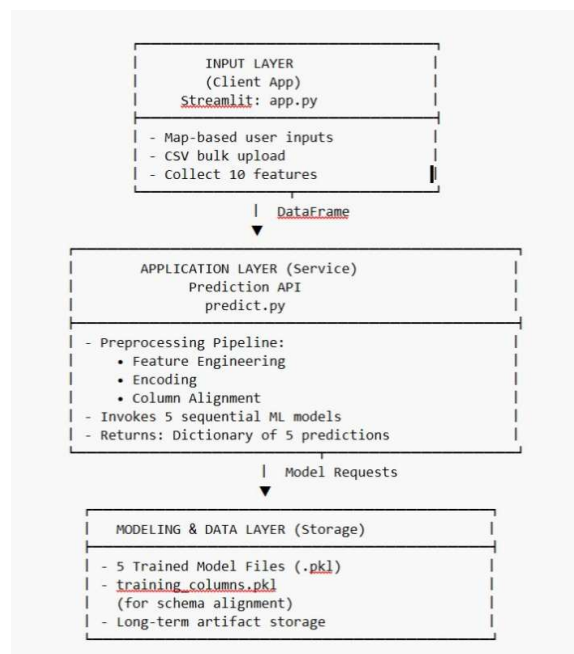 INPUT LAYER
(Client App)
Streamlit: app.py
- Map-based user inputs
- CSV bulk upload
- Collect 10 features
DataFrame
APPLICATION LAYER (Service)
Prediction API
predict.py
- Preprocessing Pipeline:
• Feature Engineering
• Encoding
• Column Alignment
- Invokes 5 sequential ML models
- Returns: Dictionary of 5 predictions
Model Requests
MODELING & DATA LAYER (Storage)
- 5 Trained Model Files (.pkl)
- training_columns.pkl
(for schema alignment)
- Long-term artifact storage